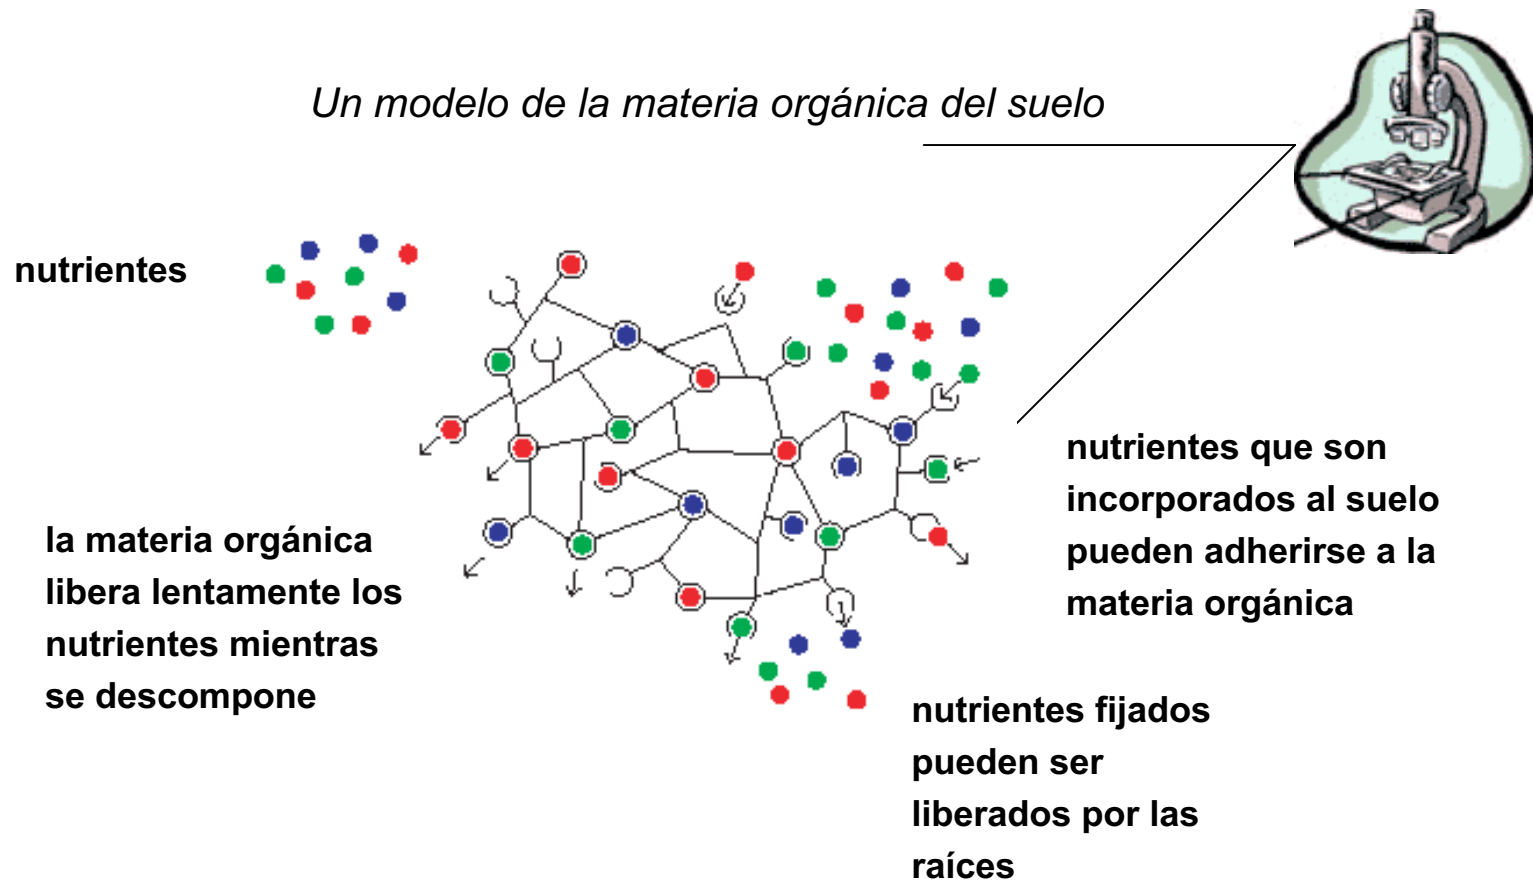 Un modelo de la materia orgánica del suelo
nutrientes
la materia orgánica
libera lentamente los
nutrientes mientras
se descompone
nutrientes que son
incorporados al suelo
pueden adherirse a la
materia orgánica
nutrientes fijados
pueden ser
liberados por las
raíces